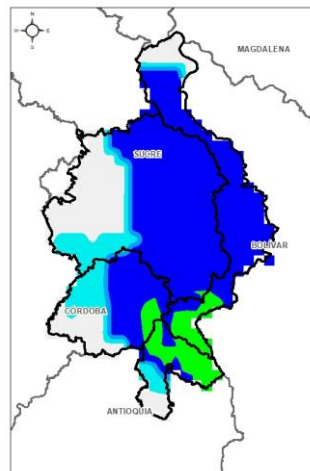 N
W E
S
MAGDALENA
SUCRE
BOLIVAR
CORDOBA
ANTIOQUIA